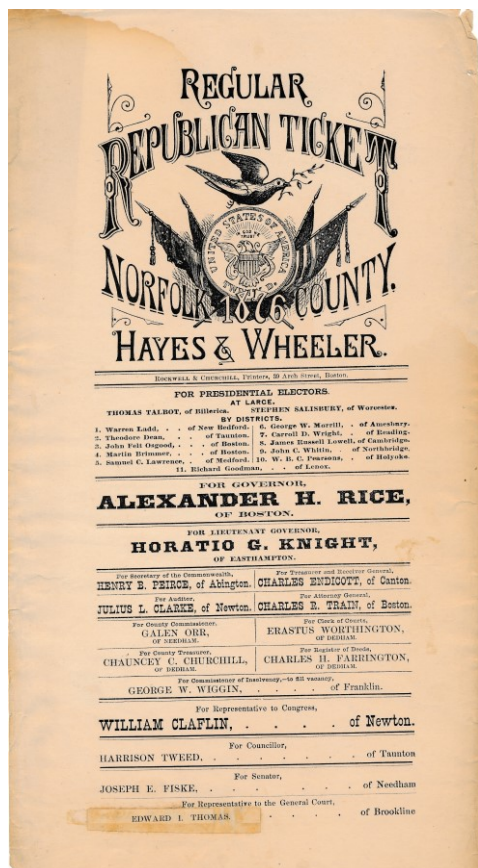 REGULAR
REPUBLICAN TICKET
UNITED STATES OF AMERICA
NORFOLK 1876 COUNTY.
HAYES & WHEELER.
ROCKWELL & CHURCHILL, Printers, 39 Arch Street, Boston.
FOR PRESIDENTIAL ELECTORS.
AT LARGE,
THOMAS TALBOT, of Billerica. STEPHEN SALISBURY, of Worcester.
BY DISTRICTS.
1. Warren Ladd, . . of New Bedford. 6. George W. Morrill, . of Amesbury.
2. Theodore Dean, . . of Taunton. 7. Carroll D. Wright, . of Reading.
3. John Felt Osgood, . . of Boston. 8. James Russell Lowell, of Cambridge.
4. Martin Brimmer, . . . of Boston. 9. John C. Whitin, . of Northbridge.
5. Samuel C. Lawrence, . of Medford. 10. W. B. C. Pearsons, . of Holyoke.
11. Richard Goodman, . . of Lenox.
FOR GOVERNOR,
ALEXANDER H. RICE,
OF BOSTON.
FOR LIEUTENANT GOVERNOR,
HORATIO G. KNIGHT,
OF EASTHAMPTON.
For Secretary of the Commonwealth, For Treasurer and Receiver General,
HENRY B. PEIRCE, of Abington. CHARLES ENDICOTT, of Canton.
For Auditor, For Attorney General,
JULIUS L. CLARKE, of Newton. CHARLES R. TRAIN, of Boston.
For County Commissioner, For Clerk of Courts,
GALEN ORR, ERASTUS WORTHINGTON,
OF NEEDHAM. OF DEDHAM.
For County Treasurer, For Register of Deeds,
CHAUNCEY C. CHURCHILL, CHARLES H. FARRINGTON,
OF DEDHAM. OF DEDHAM.
For Commissioner of Insolvency,—to fill vacancy,
GEORGE W. WIGGIN, . . . . of Franklin.
For Representative to Congress,
WILLIAM CLAFLIN, . . . . of Newton.
For Councillor,
HARRISON TWEED, . . . . . . . of Taunton
For Senator,
JOSEPH E. FISKE, . . . . . . . of Needham
For Representative to the General Court,
EDWARD I. THOMAS. . . . . of Brookline